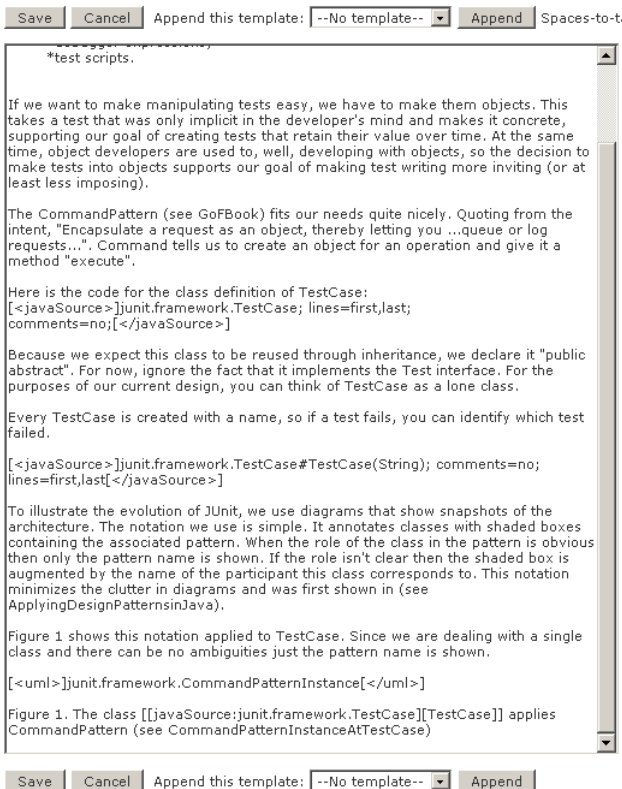 Save Cancel Append this template: --No template-- Append Spaces-to-ta
*test scripts.
If we want to make manipulating tests easy, we have to make them objects. This
takes a test that was only implicit in the developer's mind and makes it concrete,
supporting our goal of creating tests that retain their value over time. At the same
time, object developers are used to, well, developing with objects, so the decision to
make tests into objects supports our goal of making test writing more inviting (or at
least less imposing).
The CommandPattern (see GoFBook) fits our needs quite nicely. Quoting from the
intent, "Encapsulate a request as an object, thereby letting you ...queue or log
requests...". Command tells us to create an object for an operation and give it a
method "execute".
Here is the code for the class definition of TestCase:
[<javaSource>]junit.framework.TestCase; lines=first,last;
comments=no;[</javaSource>]
Because we expect this class to be reused through inheritance, we declare it "public
abstract". For now, ignore the fact that it implements the Test interface. For the
purposes of our current design, you can think of TestCase as a lone class.
Every TestCase is created with a name, so if a test fails, you can identify which test
failed.
[<javaSource>]junit.framework.TestCase#TestCase(String); comments=no;
lines=first,last[</javaSource>]
To illustrate the evolution of JUnit, we use diagrams that show snapshots of the
architecture. The notation we use is simple. It annotates classes with shaded boxes
containing the associated pattern. When the role of the class in the pattern is obvious
then only the pattern name is shown. If the role isn't clear then the shaded box is
augmented by the name of the participant this class corresponds to. This notation
minimizes the clutter in diagrams and was first shown in (see
ApplyingDesignPatternsinJava).
Figure 1 shows this notation applied to TestCase. Since we are dealing with a single
class and there can be no ambiguities just the pattern name is shown.
[<uml>]junit.framework.CommandPatternInstance[</uml>]
Figure 1. The class [[javaSource:junit.framework.TestCase][TestCase]] applies
CommandPattern (see CommandPatternInstanceAtTestCase)
Save Cancel Append this template: --No template-- Append